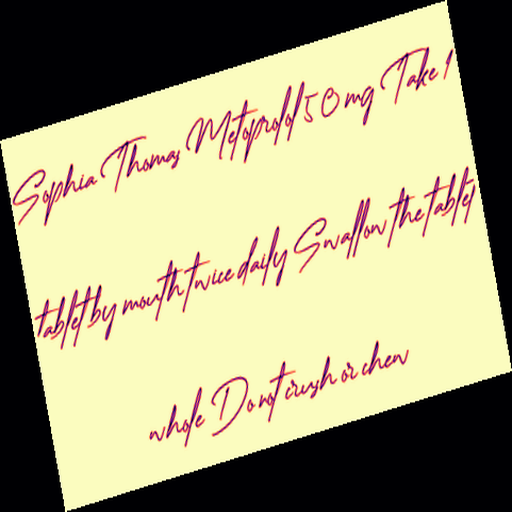 Sophia Thomas Metoprolol 50 mg Take 1
tablet by mouth twice daily Swallow the tablet
whole Do not crush or chew